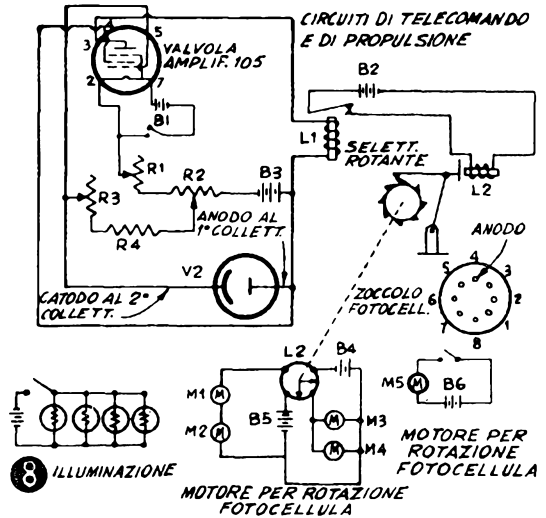 CIRCUITI DI TELECOMANDO
E DI PROPULSIONE
3
5
VALVOLA
AMPLIF. 105
2
7
B1
B2
L1
SELETT.
ROTANTE
L2
R1
R2
B3
R3
R4
ANODO AL
1° COLLETT.
V2
CATODO AL 2°
COLLETT.
ANODO
4
5
3
ZOCCOLO
FOTOCELL.
6
2
7
1
8
L2
B4
M1
M2
B5
M3
M4
M
M
M
M
M5
M
B6
MOTORE PER
ROTAZIONE
FOTOCELLULA
8
ILLUMINAZIONE
MOTORE PER ROTAZIONE
FOTOCELLULA